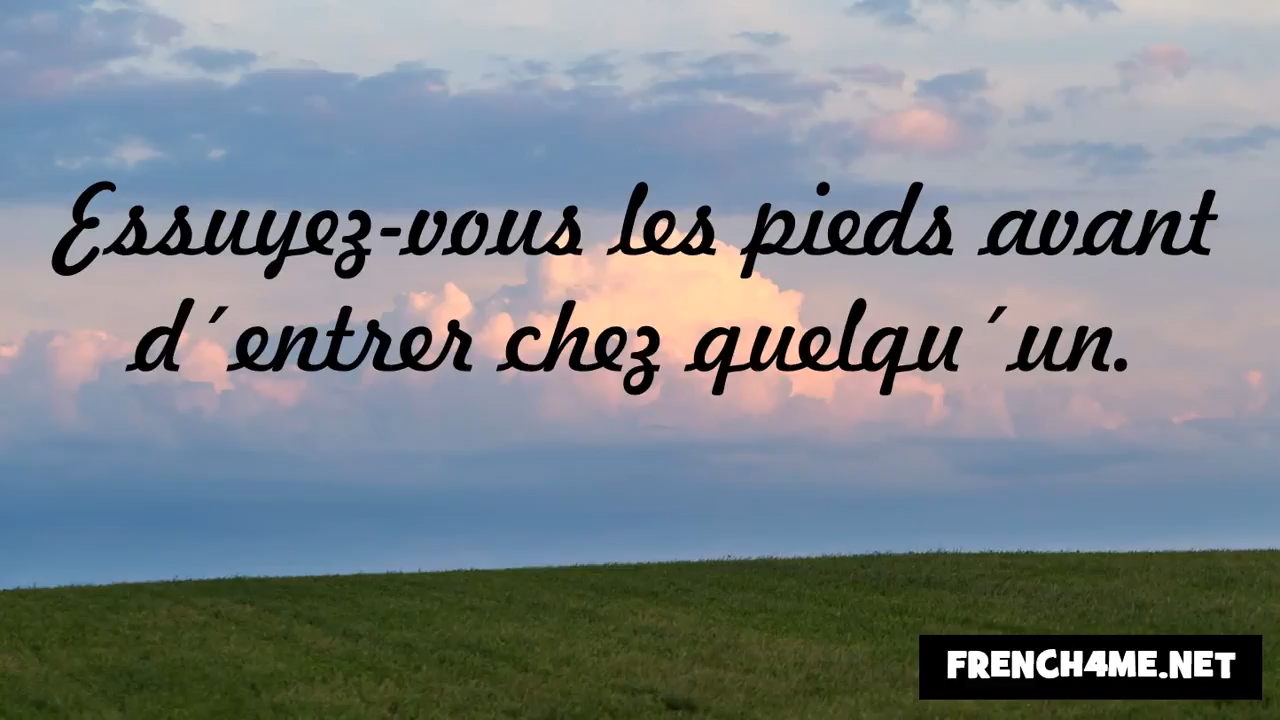 Essuyez-vous les pieds avant
d´entrer chez quelqu´un.
FRENCH4ME.NET